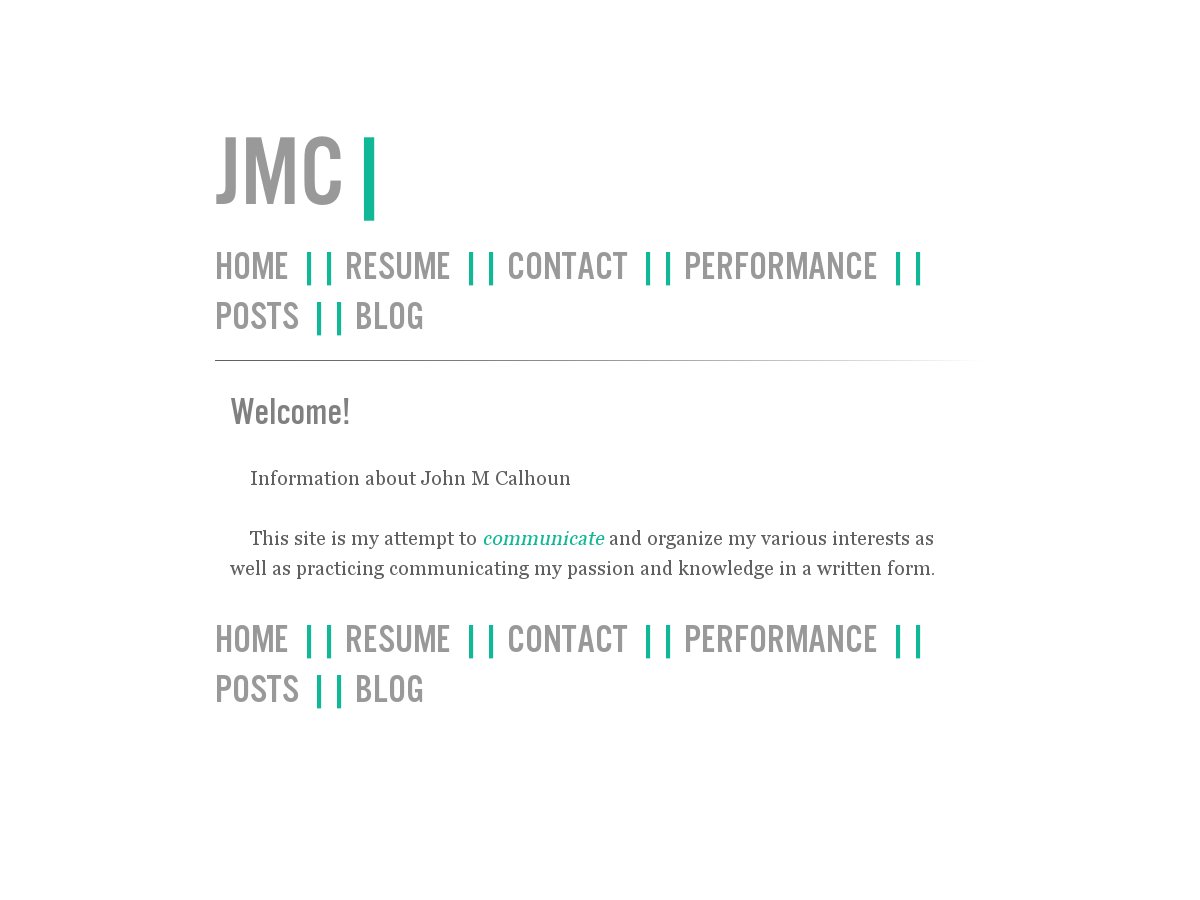 JMC |
HOME | | RESUME | | CONTACT | | PERFORMANCE | |
POSTS | | BLOG
Welcome!
Information about John M Calhoun
This site is my attempt to communicate and organize my various interests as
well as practicing communicating my passion and knowledge in a written form.
HOME | | RESUME | | CONTACT | | PERFORMANCE | |
POSTS | | BLOG